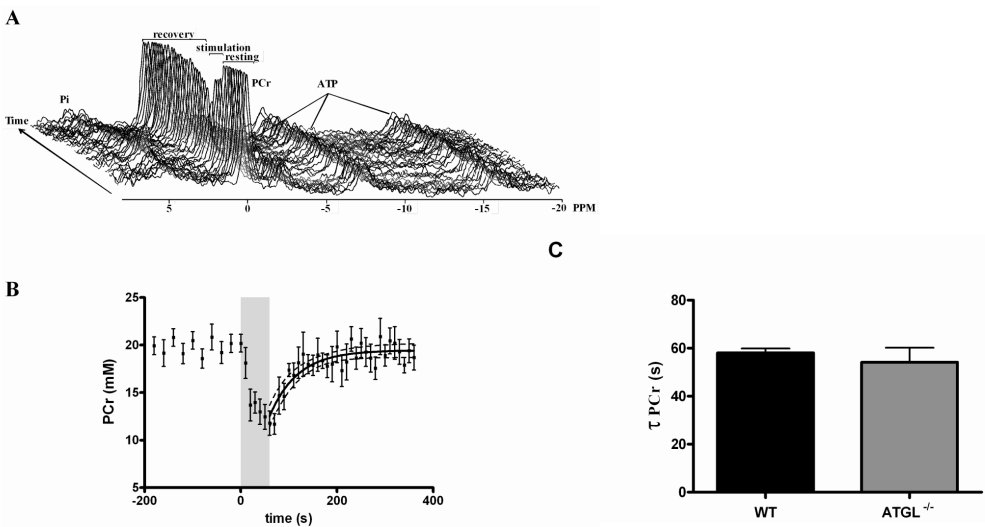 A
recovery
stimulation
resting
PCr
ATP
Pi
Time
5
0
-5
-10
-15
-20
PPM
B
25
20
15
10
5
PCr (mM)
-200
0
200
400
time (s)
C
80
60
40
20
0
τ PCr (s)
WT
ATGL -/-